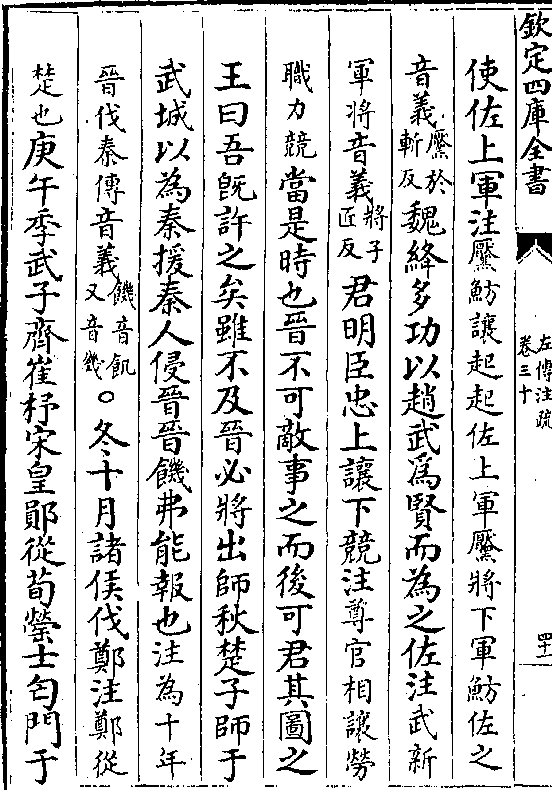 欽定四庫全書
左傳注疏
卷三十
四十一
使佐上軍注黶魴讓起起佐上軍黶將下軍魴佐之
音義黶於
斬反魏絳多功以趙武為賢而為之佐注武新
軍將音義將子
匠反君明臣忠上讓下競注尊官相讓勞
職力競當是時也晉不可敵事之而後可君其圖之
王曰吾既許之矣雖不及晉必將出師秋楚子師于
武城以為秦援秦人侵晉晉饑弗能報也注為十年
晉伐秦傳音義饑音飢
又音幾○冬十月諸侯伐鄭注鄭從
楚也庚午季武子齊崔杼宋皇鄖從荀罃士匄門于